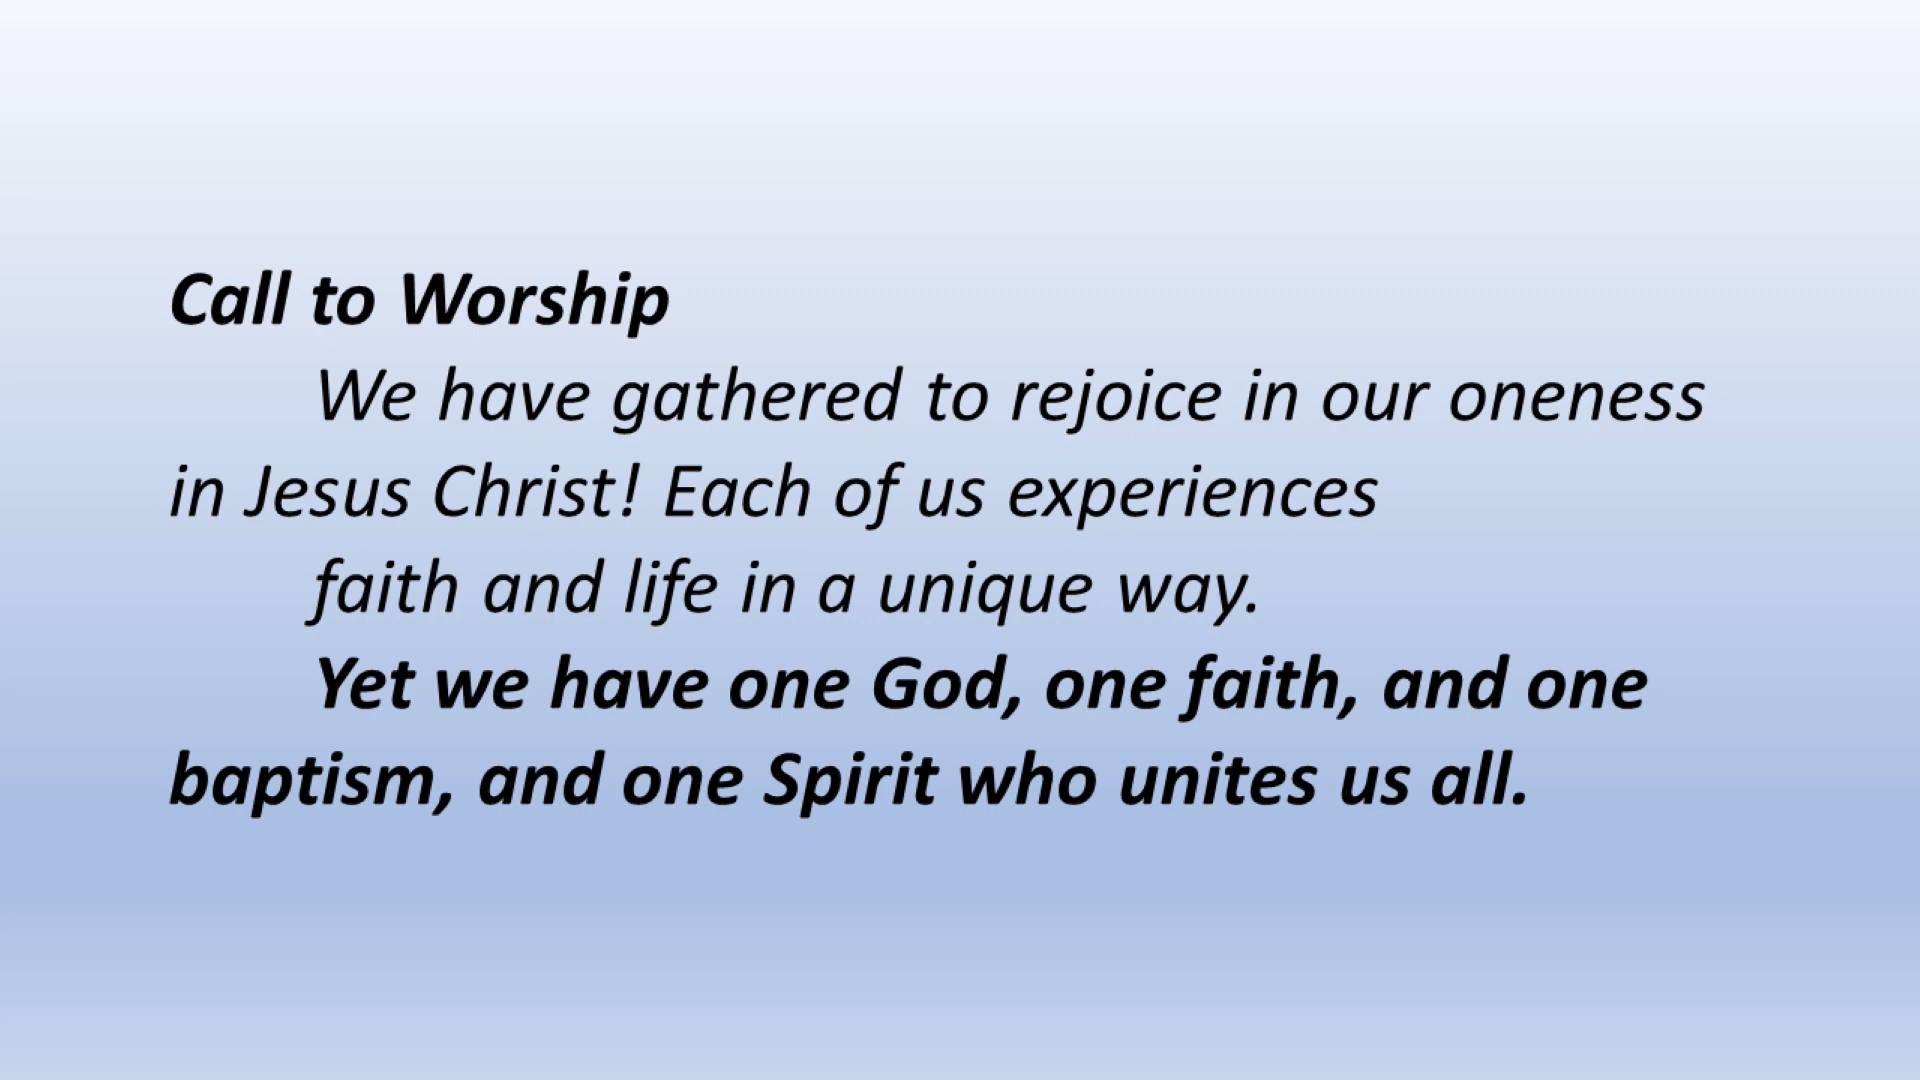 Call to Worship
We have gathered to rejoice in our oneness
in Jesus Christ! Each of us experiences
faith and life in a unique way.
Yet we have one God, one faith, and one
baptism, and one Spirit who unites us all.